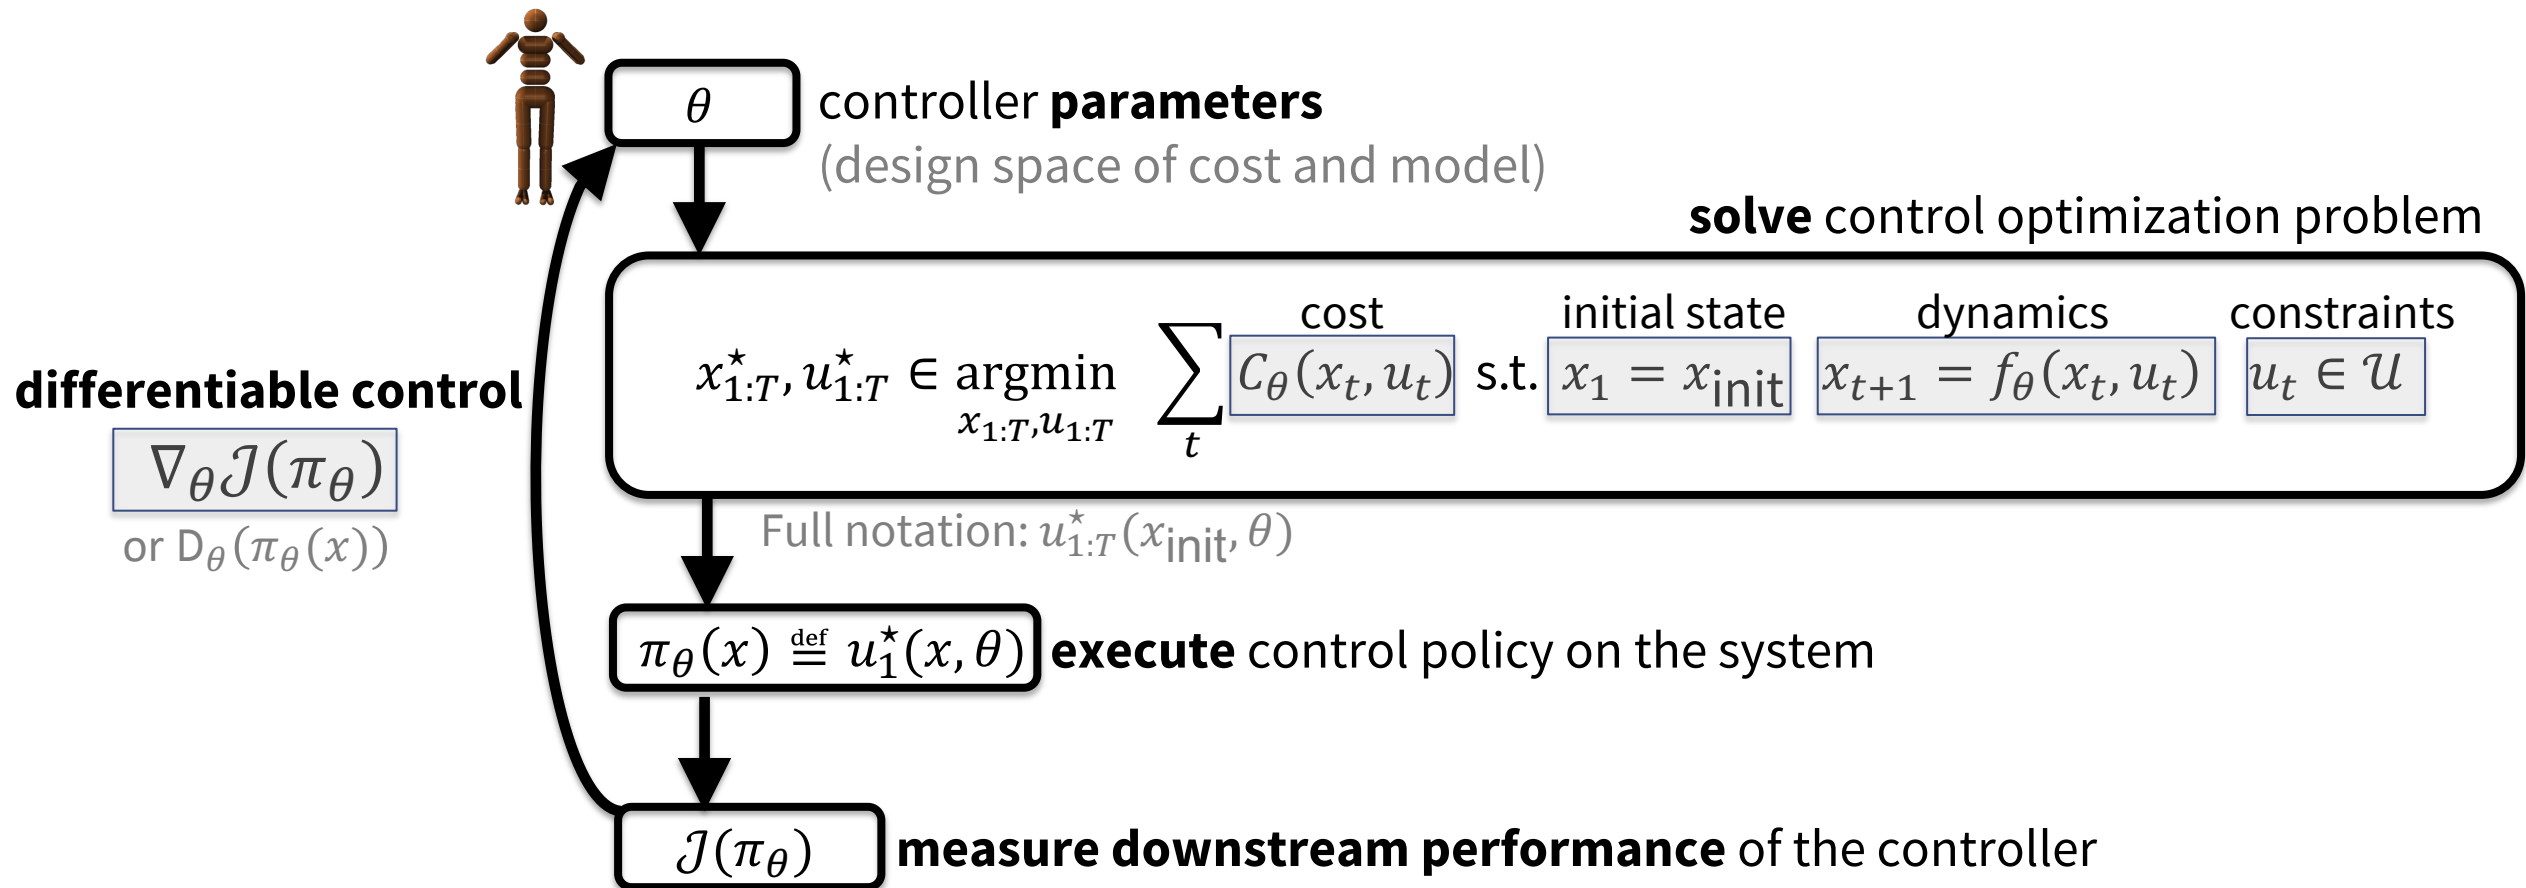 θ controller parameters
(design space of cost and model)
solve control optimization problem
cost initial state dynamics constraints
x⋆1:T, u⋆1:T ∈ argmin x1:T,u1:T ∑t Cθ(xt, ut) s.t. x1 = xinit xt+1 = fθ(xt, ut) ut ∈ 𝒰
differentiable control
∇θ𝒥(πθ)
or Dθ(πθ(x))
Full notation: u⋆1:T(xinit, θ)
πθ(x) ≝ u⋆1(x, θ) execute control policy on the system
𝒥(πθ) measure downstream performance of the controller